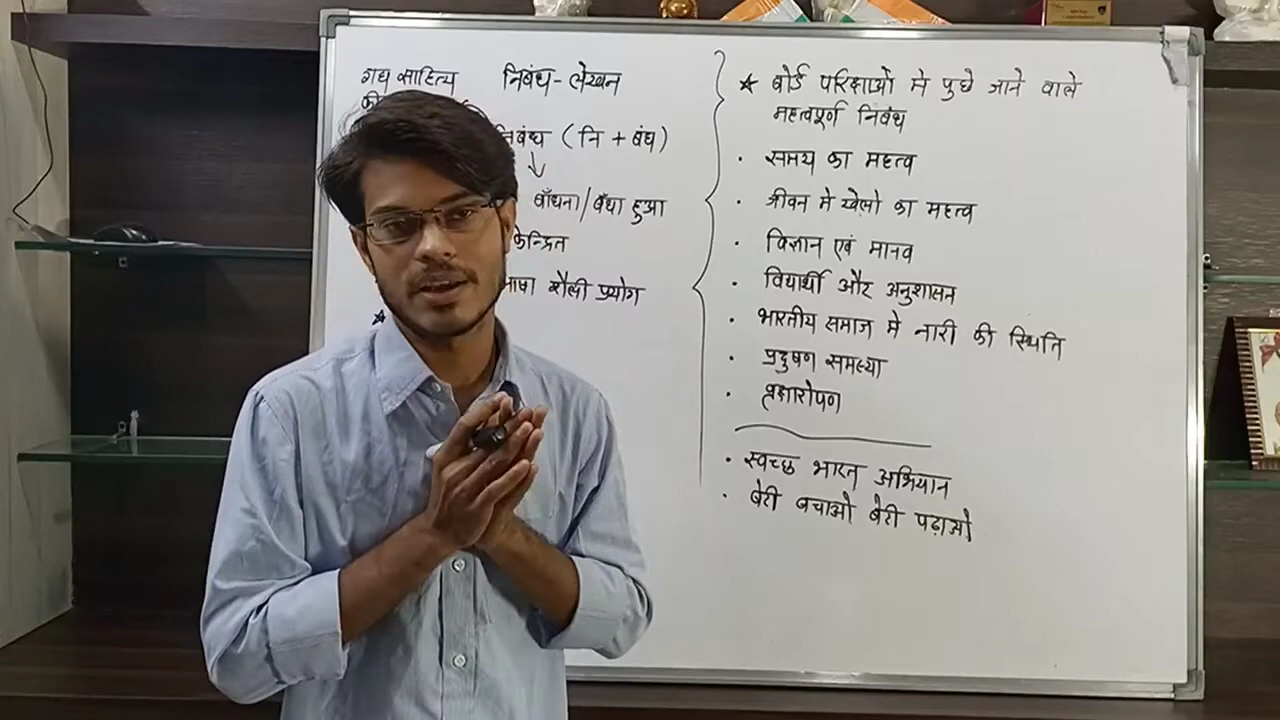 गद्य साहित्य
की
निबंध-लेखन
निबंध (नि + बंध)
↓
बाँधना/बँधा हुआ
केन्द्रित
भाषा शैली प्रयोग
★
★ बोर्ड परिक्षाओं मे पुछे जाने वाले
महत्वपूर्ण निबंध
· समय का महत्व
· जीवन मे खेलो का महत्व
· विज्ञान एवं मानव
· विद्यार्थी और अनुशासन
· भारतीय समाज मे नारी की स्थिति
· प्रदुषण समस्या
· वृक्षारोपण
· स्वच्छ भारत अभियान
· बेटी बचाओ बेटी पढ़ाओ